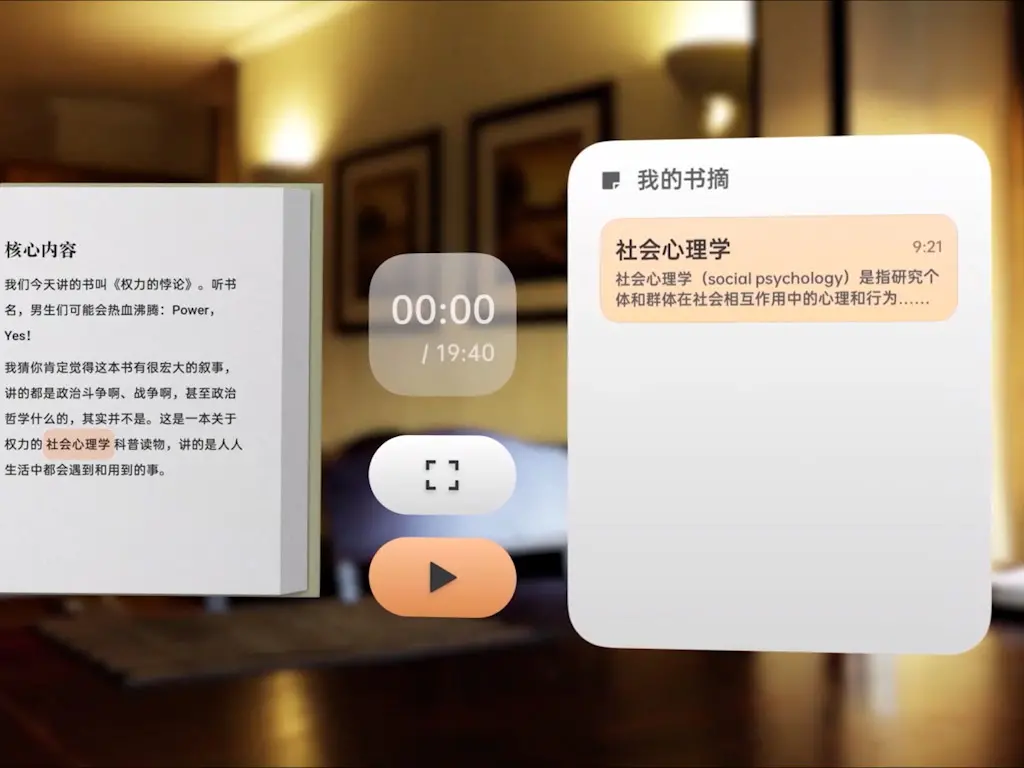 核心内容
我们今天讲的书叫《权力的悖论》。听书
名，男生们可能会热血沸腾：Power，
Yes！
我猜你肯定觉得这本书有很宏大的叙事，
讲的都是政治斗争啊、战争啊，甚至政治
哲学什么的，其实并不是。这是一本关于
权力的社会心理学科普读物，讲的是人人
生活中都会遇到和用到的事。
00:00
/ 19:40
我的书摘
社会心理学
9:21
社会心理学（social psychology）是指研究个
体和群体在社会相互作用中的心理和行为……